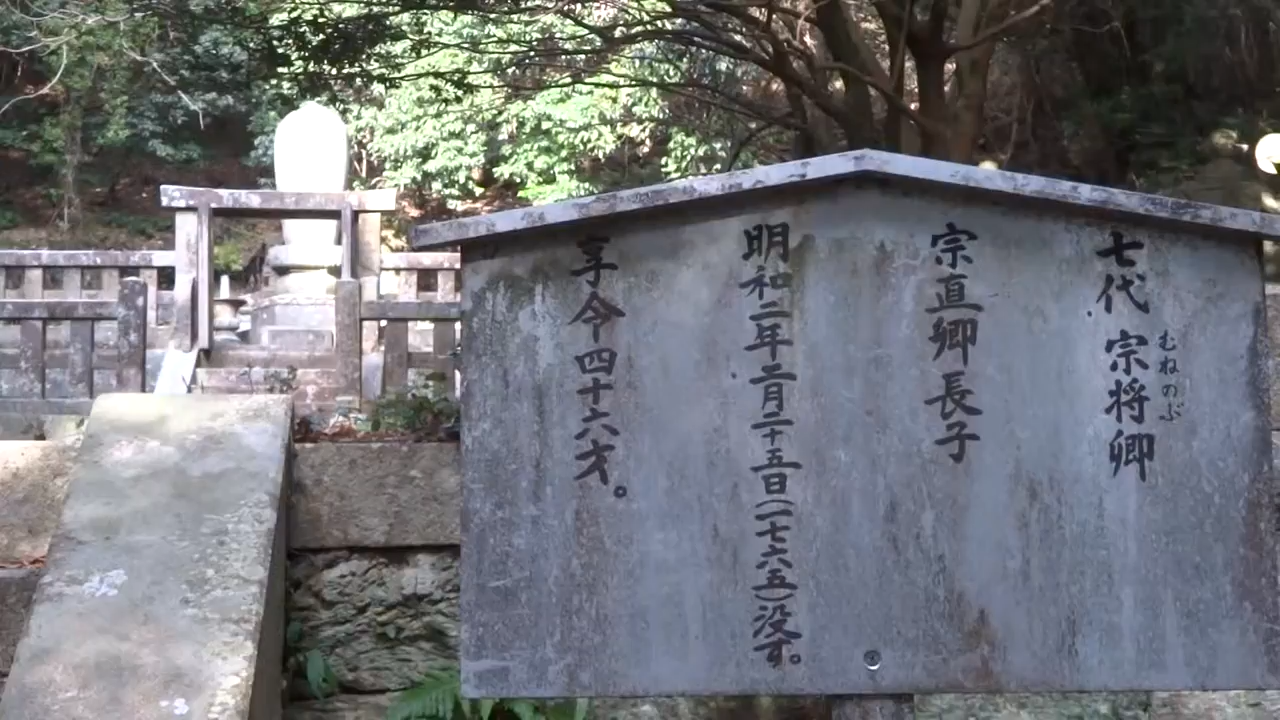 七代 宗将卿
むねのぶ
宗直卿長子
明和二年二月二十五日(一七六五)没す。
享令四十六才。